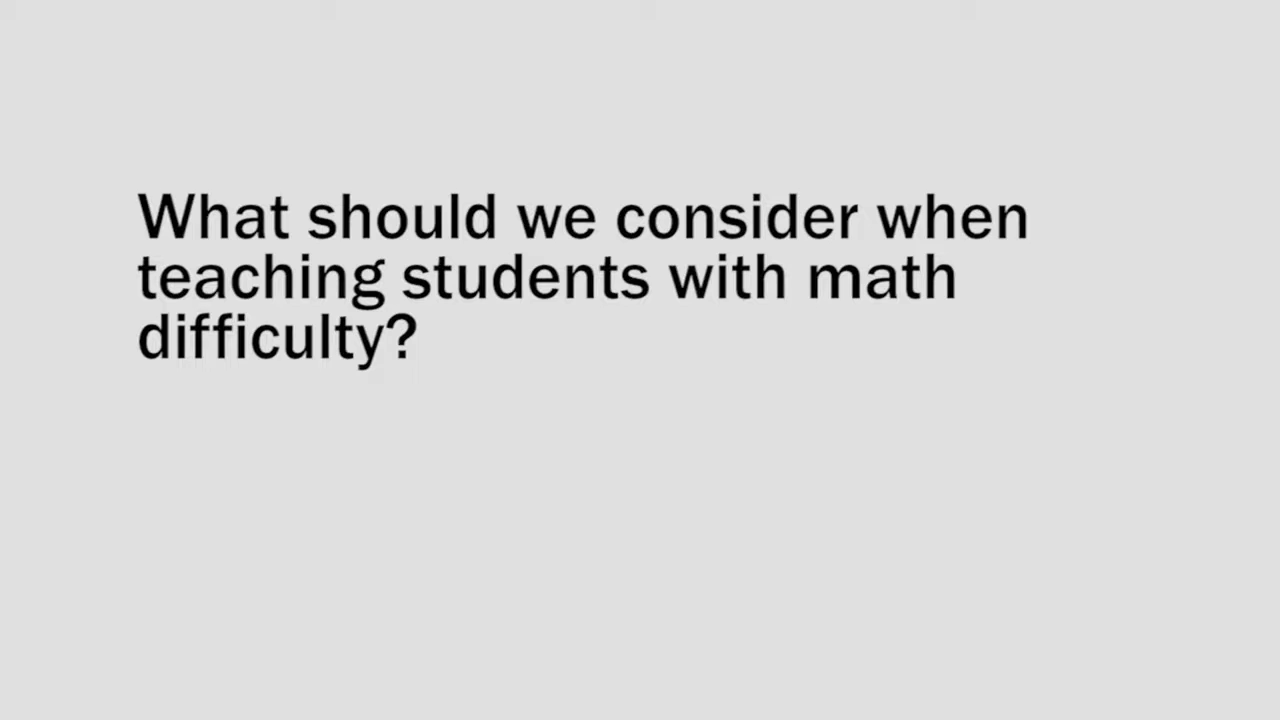 What should we consider when
teaching students with math
difficulty?